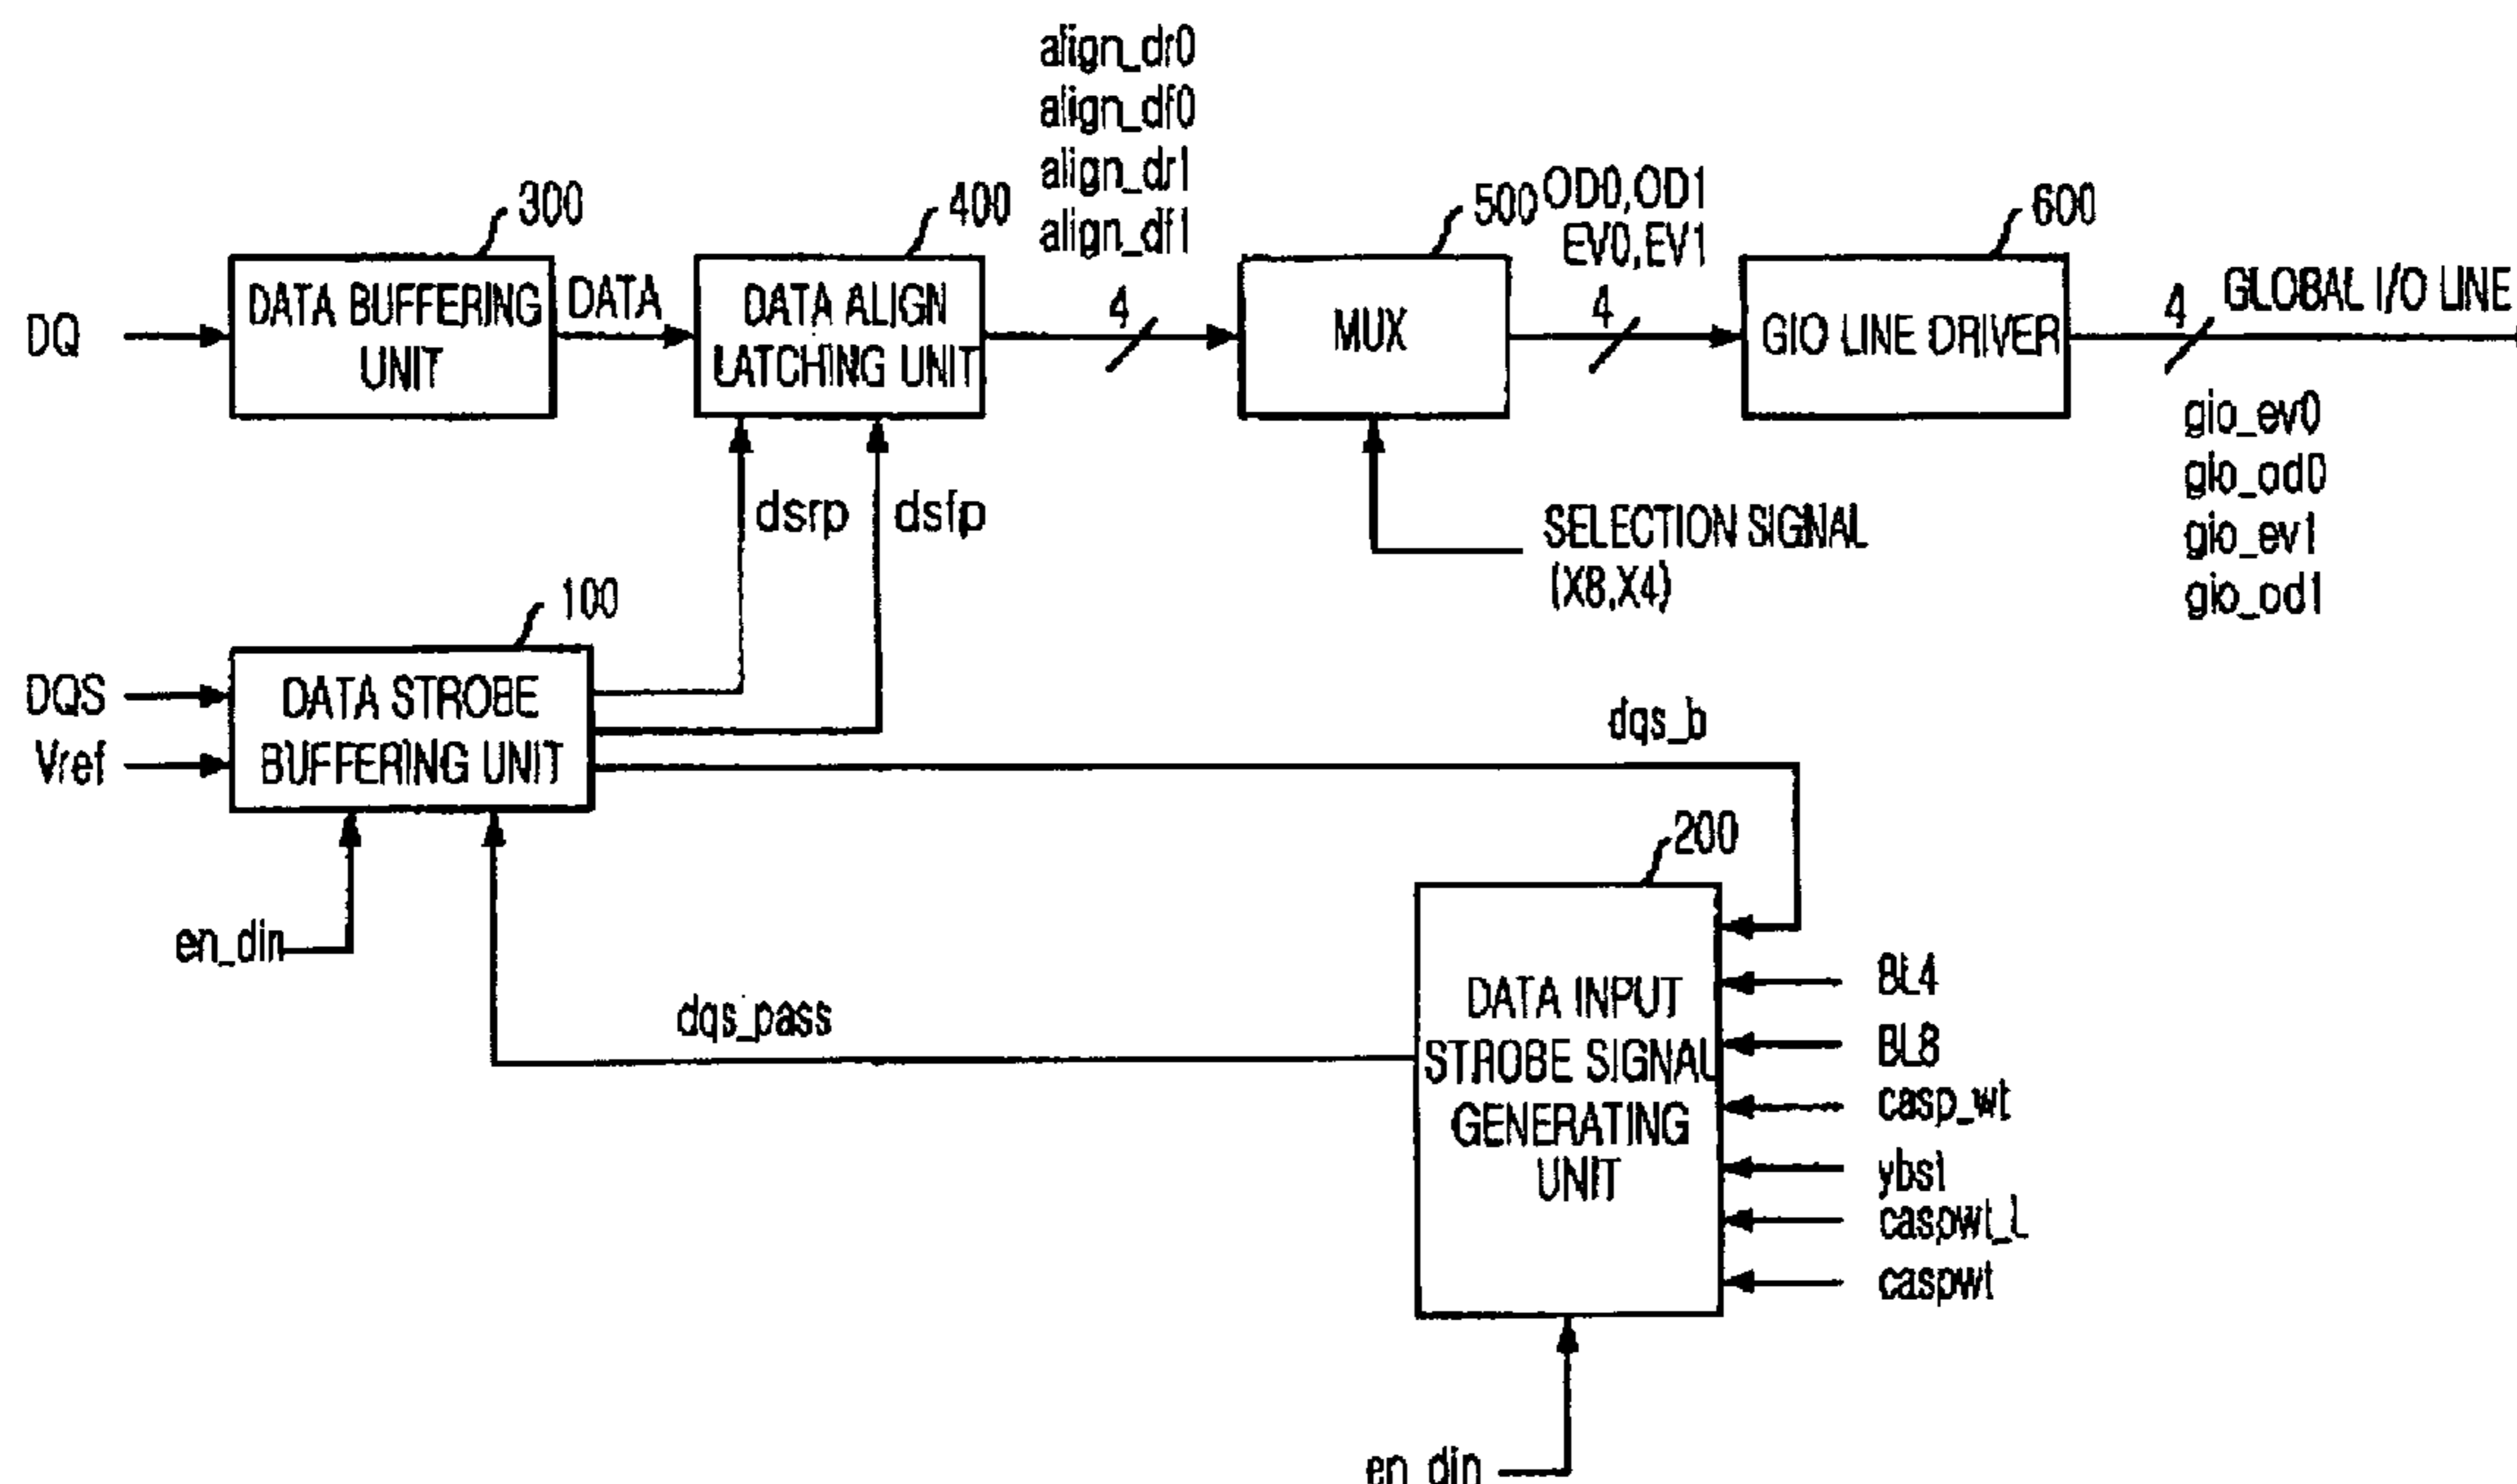 align_dr0
align_df0
align_dr1
align_df1
300
400
500
OD0,OD1
EV0,EV1
600
DQ
DATA BUFFERING
UNIT
DATA
DATA ALIGN
LATCHING UNIT
4
MUX
4
GIO LINE DRIVER
4
GLOBAL I/O LINE
gio_ev0
gio_od0
gio_ev1
gio_od1
dsrp
dsfp
SELECTION SIGNAL
(X8,X4)
100
DQS
Vref
DATA STROBE
BUFFERING UNIT
dqs_b
en_din
dqs_pass
200
DATA INPUT
STROBE SIGNAL
GENERATING
UNIT
BL4
BL8
casp_wt
caspwt_L
caspwt
en_din